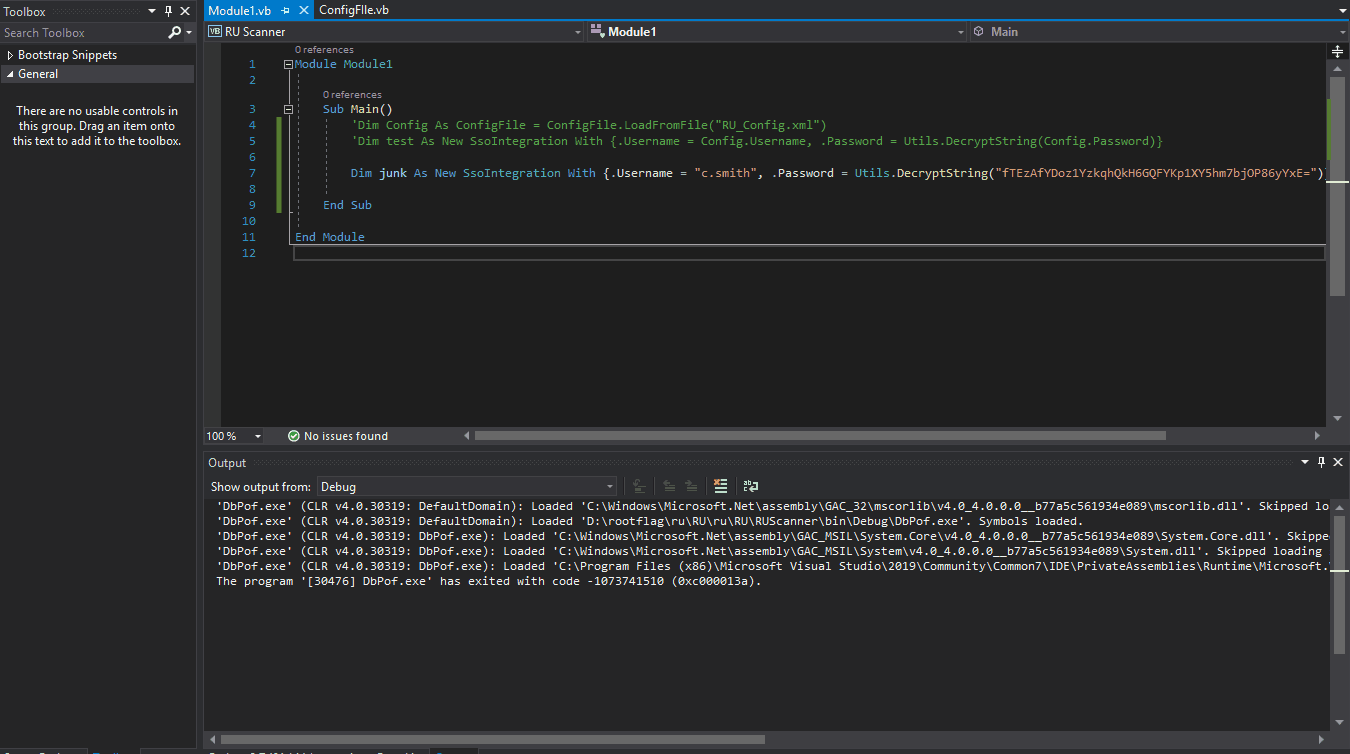 Toolbox
Search Toolbox
Bootstrap Snippets
General
There are no usable controls in
this group. Drag an item onto
this text to add it to the toolbox.
Module1.vb
ConfigFIle.vb
VB RU Scanner
Module1
Main
0 references
1 Module Module1
2
0 references
3 Sub Main()
4 'Dim Config As ConfigFile = ConfigFile.LoadFromFile("RU_Config.xml")
5 'Dim test As New SsoIntegration With {.Username = Config.Username, .Password = Utils.DecryptString(Config.Password)}
6
7 Dim junk As New SsoIntegration With {.Username = "c.smith", .Password = Utils.DecryptString("fTEzAfYDoz1YzkqhQkH6GQFYKp1XY5hm7bjOP86yYxE=")
8
9 End Sub
10
11 End Module
12
100 %
No issues found
Output
Show output from: Debug
'DbPof.exe' (CLR v4.0.30319: DefaultDomain): Loaded 'C:\Windows\Microsoft.Net\assembly\GAC_32\mscorlib\v4.0_4.0.0.0__b77a5c561934e089\mscorlib.dll'. Skipped lo
'DbPof.exe' (CLR v4.0.30319: DefaultDomain): Loaded 'D:\rootflag\ru\RU\ru\RU\RUScanner\bin\Debug\DbPof.exe'. Symbols loaded.
'DbPof.exe' (CLR v4.0.30319: DbPof.exe): Loaded 'C:\Windows\Microsoft.Net\assembly\GAC_MSIL\System.Core\v4.0_4.0.0.0__b77a5c561934e089\System.Core.dll'. Skippe
'DbPof.exe' (CLR v4.0.30319: DbPof.exe): Loaded 'C:\Windows\Microsoft.Net\assembly\GAC_MSIL\System\v4.0_4.0.0.0__b77a5c561934e089\System.dll'. Skipped loading
'DbPof.exe' (CLR v4.0.30319: DbPof.exe): Loaded 'C:\Program Files (x86)\Microsoft Visual Studio\2019\Community\Common7\IDE\PrivateAssemblies\Runtime\Microsoft.
The program '[30476] DbPof.exe' has exited with code -1073741510 (0xc000013a).